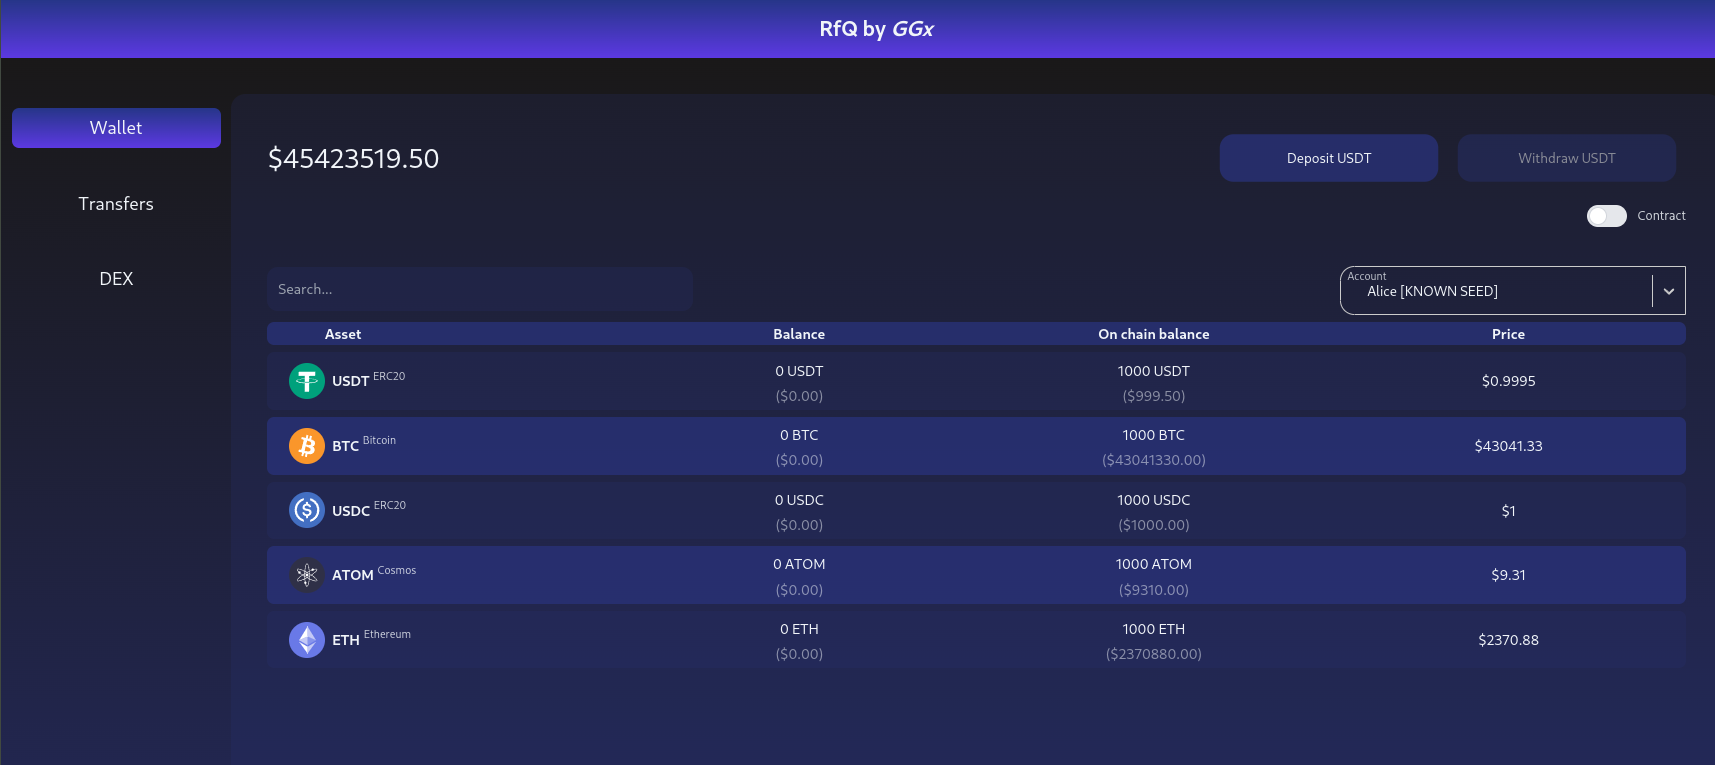 RfQ by GGx
Wallet
Transfers
DEX
$45423519.50
Deposit USDT
Withdraw USDT
Contract
Search...
Account
Alice [KNOWN SEED]
Asset Balance On chain balance Price
USDT ERC20 0 USDT ($0.00) 1000 USDT ($999.50) $0.9995
BTC Bitcoin 0 BTC ($0.00) 1000 BTC ($43041330.00) $43041.33
USDC ERC20 0 USDC ($0.00) 1000 USDC ($1000.00) $1
ATOM Cosmos 0 ATOM ($0.00) 1000 ATOM ($9310.00) $9.31
ETH Ethereum 0 ETH ($0.00) 1000 ETH ($2370880.00) $2370.88